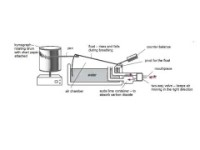 kymograph –
rotating drum
with chart paper
attached
pen
float – rises and falls
during breathing
counter-balance
pivot for the float
mouthpiece
water
air chamber
soda-lime container – to
absorb carbon dioxide
two-way valve – keeps air
moving in the right direction